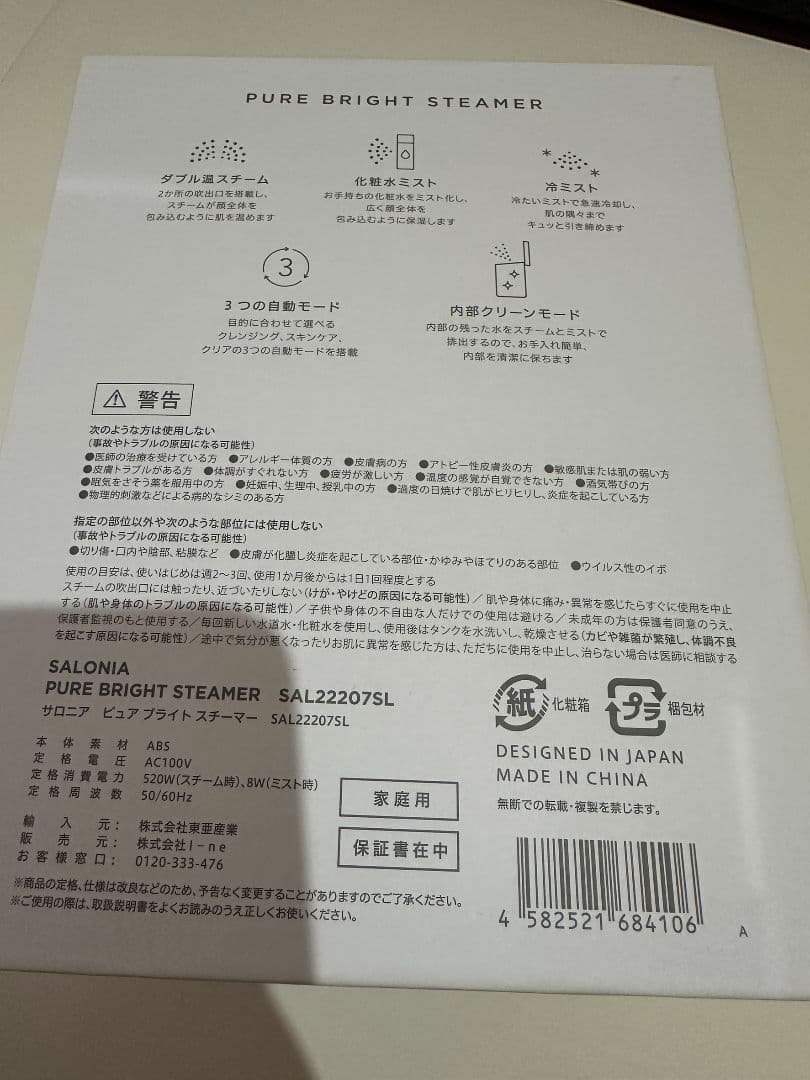 PURE BRIGHT STEAMER
ダブル温スチーム
2か所の吹出口を搭載し、
スチームが顔全体を
包み込むように肌を温めます
化粧水ミスト
お手持ちの化粧水をミスト化し、
広く顔全体を
包み込むように保湿します
冷ミスト
冷たいミストで急速冷却し、
肌の隅々まで
キュッと引き締めます
3
3つの自動モード
目的に合わせて選べる
クレンジング、スキンケア、
クリアの3つの自動モードを搭載
内部クリーンモード
内部の残った水をスチームとミストで
排出するので、お手入れ簡単、
内部を清潔に保ちます
警告
次のような方は使用しない
(事故やトラブルの原因になる可能性)
●医師の治療を受けている方 ●アレルギー体質の方 ●皮膚病の方 ●アトピー性皮膚炎の方 ●敏感肌または肌の弱い方
●皮膚トラブルがある方 ●体調がすぐれない方 ●疲労が激しい方 ●温度の感覚が自覚できない方 ●酒気帯びの方
●眠気をさそう薬を服用中の方 ●妊娠中、生理中、授乳中の方 ●過度の日焼けで肌がヒリヒリし、炎症を起こしている方
●物理的刺激などによる病的なシミのある方
指定の部位以外や次のような部位には使用しない
(事故やトラブルの原因になる可能性)
●切り傷・口内や陰部、粘膜など ●皮膚が化膿し炎症を起こしている部位・かゆみやほてりのある部位 ●ウイルス性のイボ
使用の目安は、使いはじめは週2〜3回、使用1か月後からは1日1回程度とする
スチームの吹出口には触ったり、近づいたりしない(けが・やけどの原因になる可能性)/肌や身体に痛み・異常を感じたらすぐに使用を中止
する(肌や身体のトラブルの原因になる可能性)/子供や身体の不自由な人だけでの使用は避ける/未成年の方は保護者同意のうえ、
保護者監視のもと使用する/毎回新しい水道水・化粧水を使用し、使用後はタンクを水洗いし、乾燥させる(カビや雑菌が繁殖し、体調不良
を起こす原因になる可能性)/途中で気分が悪くなったりお肌に異常を感じた方は、ただちに使用を中止し、治らない場合は医師に相談する
SALONIA
PURE BRIGHT STEAMER SAL22207SL
サロニア ピュア ブライト スチーマー SAL22207SL
本体素材 ABS
定格電圧 AC100V
定格消費電力 520W(スチーム時)、8W(ミスト時)
定格周波数 50/60Hz
輸入元: 株式会社東亜産業
販売元: 株式会社I-ne
お客様窓口: 0120-333-476
家庭用
保証書在中
紙 化粧箱
プラ 梱包材
DESIGNED IN JAPAN
MADE IN CHINA
無断での転載・複製を禁じます。
※商品の定格、仕様は改良などのため、予告なく変更することがありますのでご了承ください。
※ご使用の際は、取扱説明書をよくお読みのうえ正しくお使いください。
4 582521 684106
A